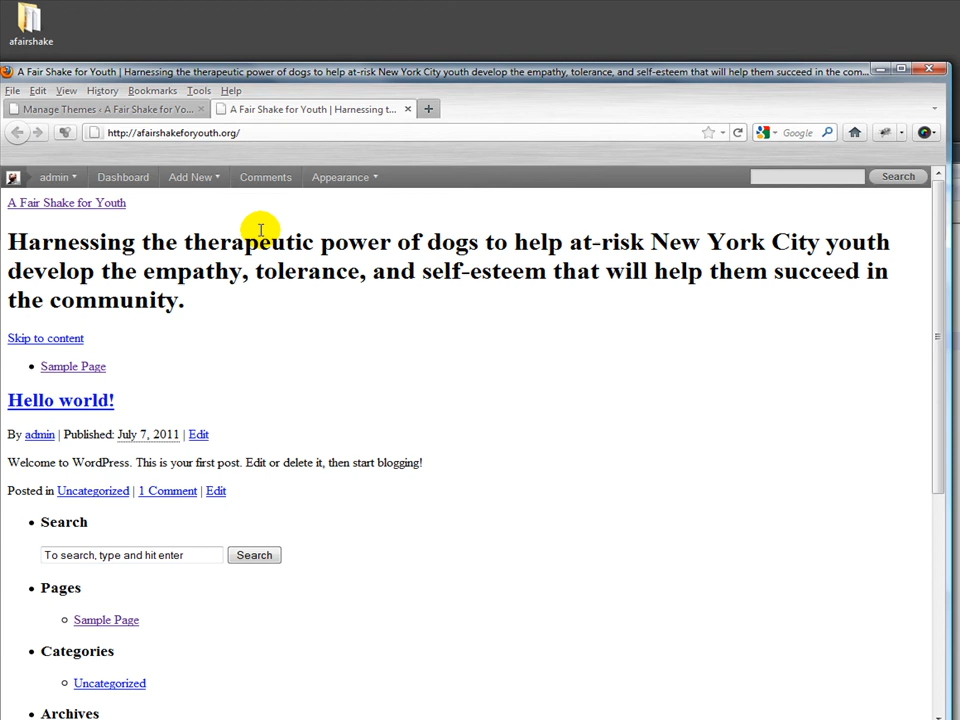 afairshake
A Fair Shake for Youth | Harnessing the therapeutic power of dogs to help at-risk New York City youth develop the empathy, tolerance, and self-esteem that will help them succeed in the com...
File Edit View History Bookmarks Tools Help
Manage Themes ‹ A Fair Shake for Yo...
A Fair Shake for Youth | Harnessing t...
http://afairshakeforyouth.org/
Google
admin Dashboard Add New Comments Appearance Search
A Fair Shake for Youth
Harnessing the therapeutic power of dogs to help at-risk New York City youth
develop the empathy, tolerance, and self-esteem that will help them succeed in
the community.
Skip to content
• Sample Page
Hello world!
By admin | Published: July 7, 2011 | Edit
Welcome to WordPress. This is your first post. Edit or delete it, then start blogging!
Posted in Uncategorized | 1 Comment | Edit
• Search
To search, type and hit enter Search
• Pages
Sample Page
• Categories
Uncategorized
Archives